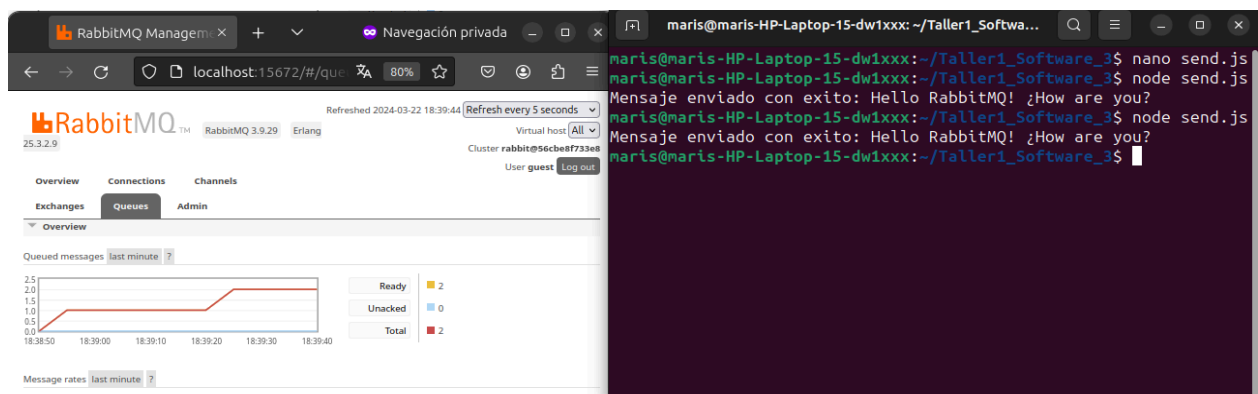 RabbitMQ Manageme
Navegación privada
localhost:15672/#/que
80%
RabbitMQ TM
RabbitMQ 3.9.29
Erlang
25.3.2.9
Refreshed 2024-03-22 18:39:44
Refresh every 5 seconds
Virtual host All
Cluster rabbit@56cbe8f733e8
User guest Log out
Overview Connections Channels
Exchanges Queues Admin
Overview
Queued messages last minute ?
2.5
2.0
1.5
1.0
0.5
0.0
18:38:50 18:39:00 18:39:10 18:39:20 18:39:30 18:39:40
Ready 2
Unacked 0
Total 2
Message rates last minute ?
maris@maris-HP-Laptop-15-dw1xxx: ~/Taller1_Softwa...
maris@maris-HP-Laptop-15-dw1xxx:~/Taller1_Software_3$ nano send.js
maris@maris-HP-Laptop-15-dw1xxx:~/Taller1_Software_3$ node send.js
Mensaje enviado con exito: Hello RabbitMQ! ¿How are you?
maris@maris-HP-Laptop-15-dw1xxx:~/Taller1_Software_3$ node send.js
Mensaje enviado con exito: Hello RabbitMQ! ¿How are you?
maris@maris-HP-Laptop-15-dw1xxx:~/Taller1_Software_3$